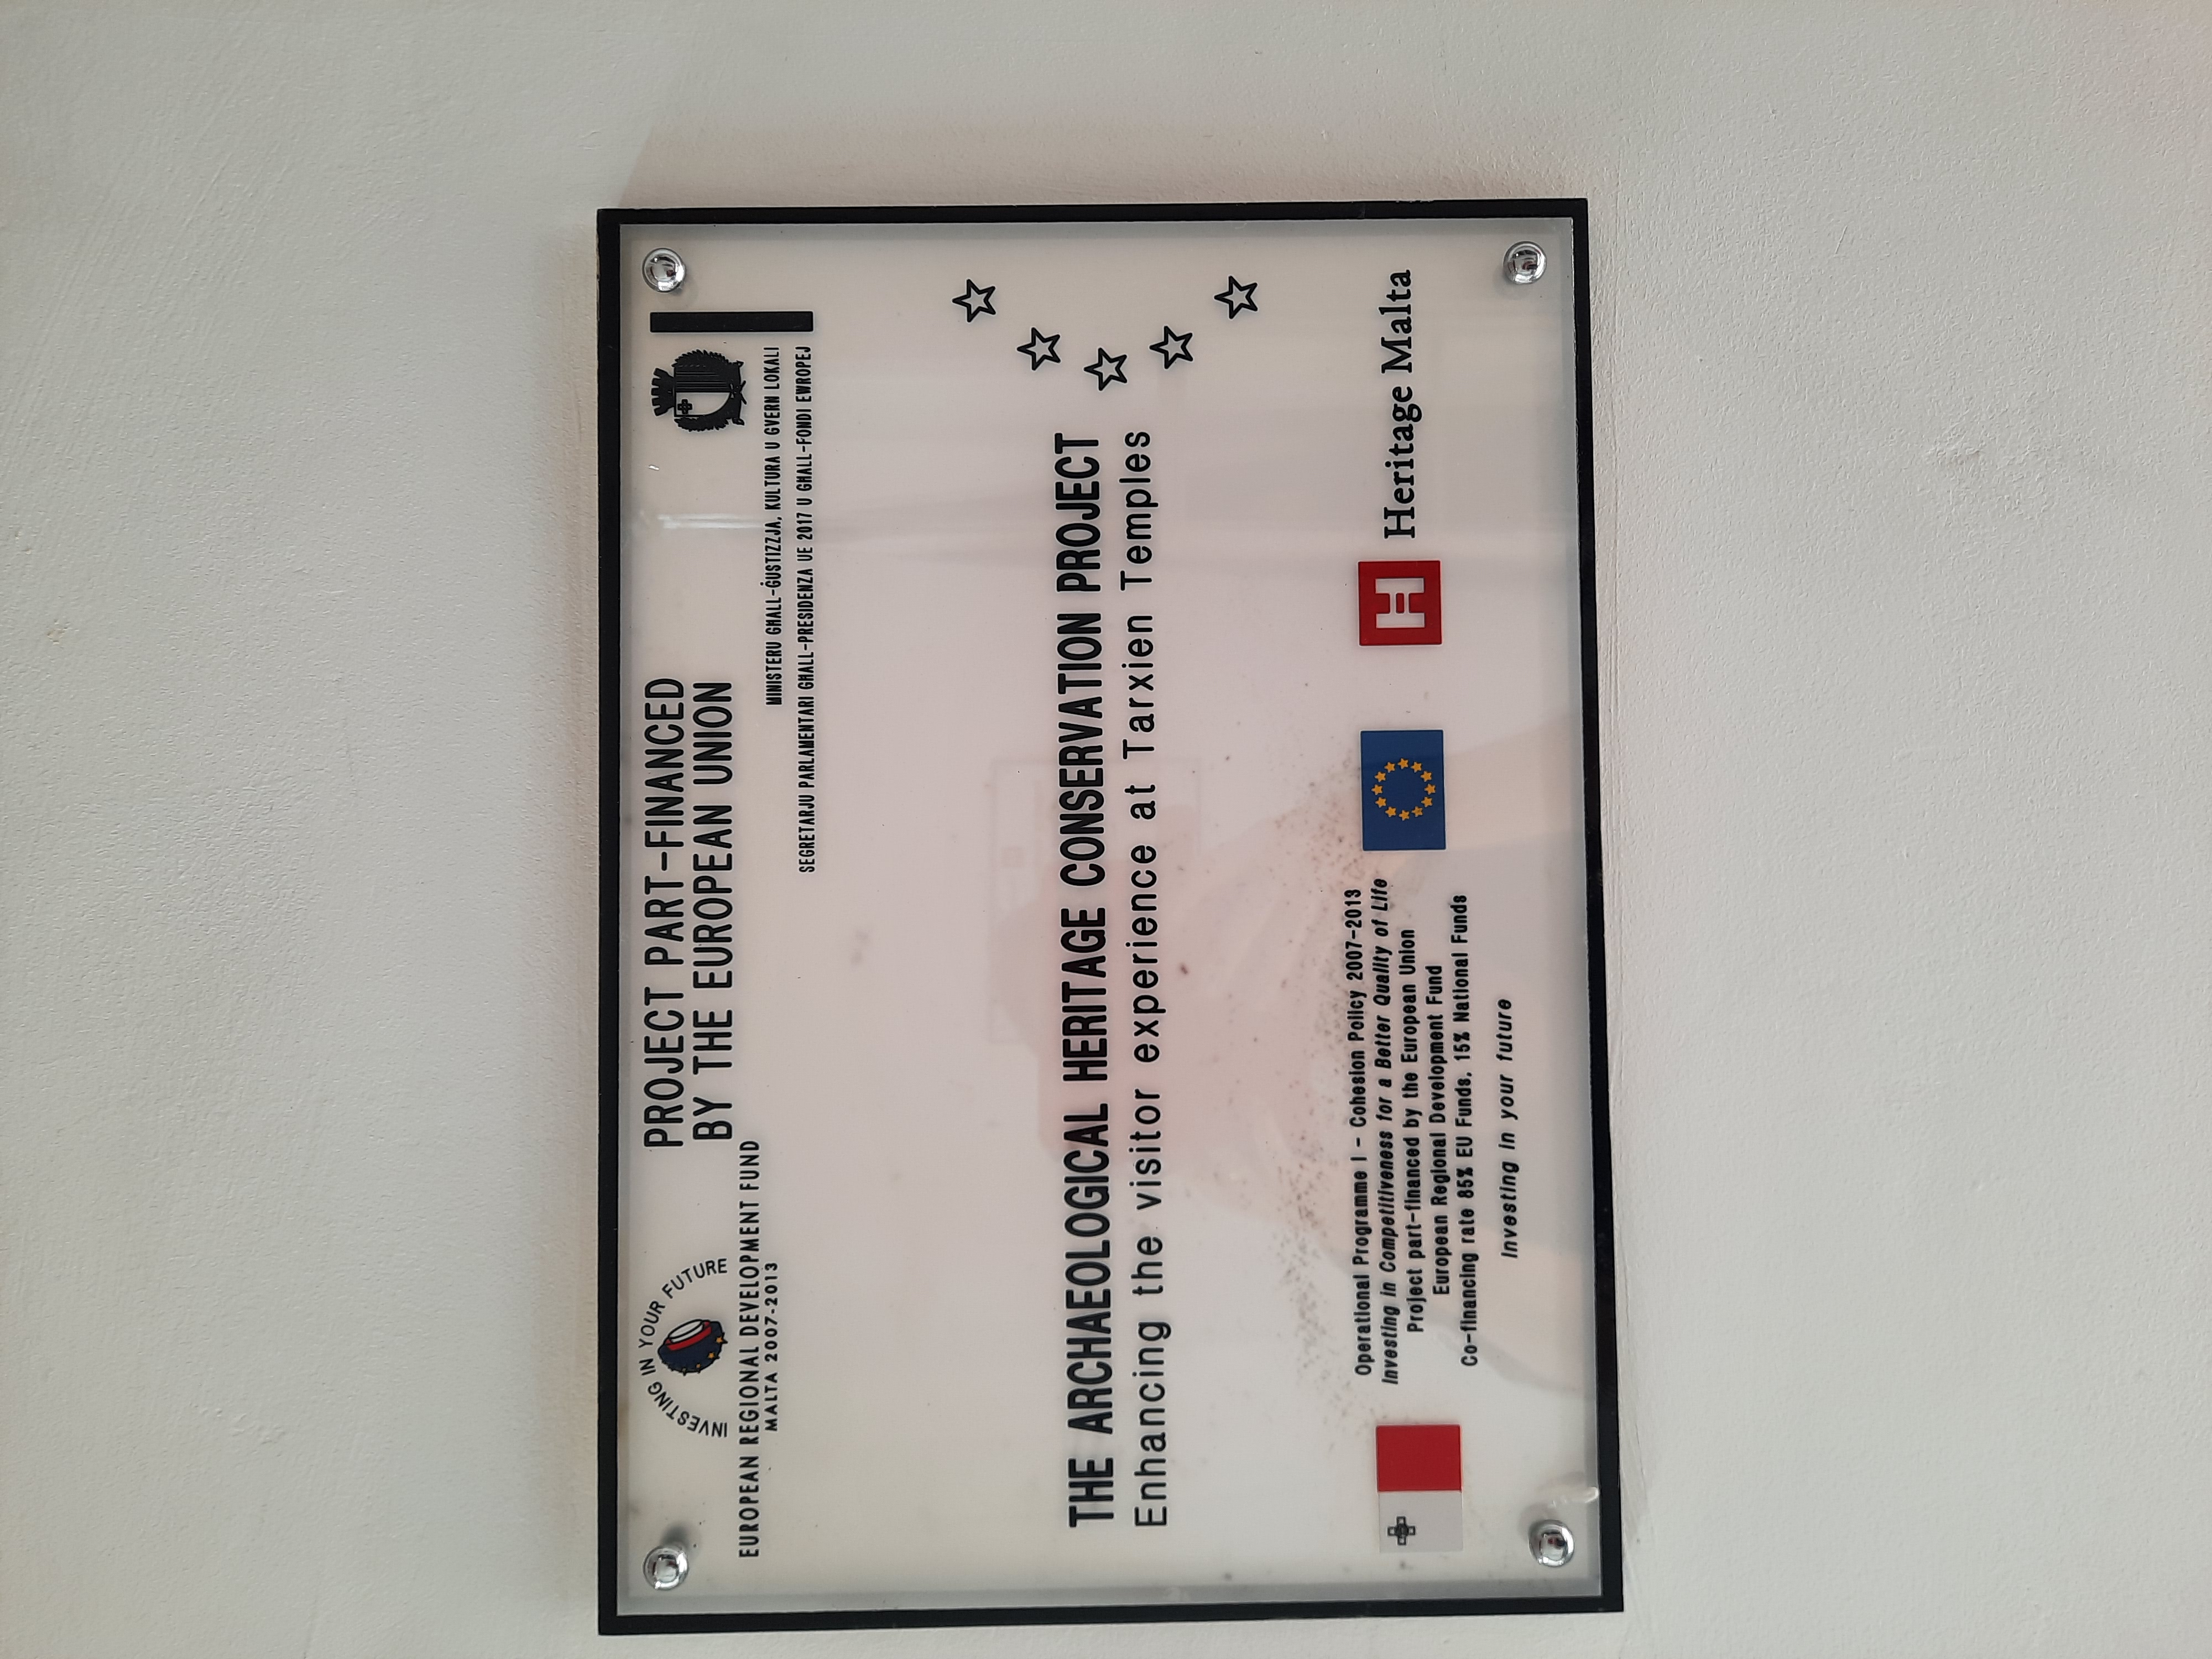 INVESTING IN YOUR FUTURE
EUROPEAN REGIONAL DEVELOPMENT FUND
MALTA 2007-2013
PROJECT PART-FINANCED
BY THE EUROPEAN UNION
MINISTERU GĦALL-ĠUSTIZZJA, KULTURA U GVERN LOKALI
SEGRETARJU PARLAMENTARI GĦALL-PRESIDENZA UE 2017 U GĦALL-FONDI EWROPEJ
THE ARCHAEOLOGICAL HERITAGE CONSERVATION PROJECT
Enhancing the visitor experience at Tarxien Temples
Operational Programme I - Cohesion Policy 2007-2013
Investing in Competitiveness for a Better Quality of Life
Project part-financed by the European Union
European Regional Development Fund
Co-financing rate 85% EU Funds, 15% National Funds
Investing in your future
H
Heritage Malta